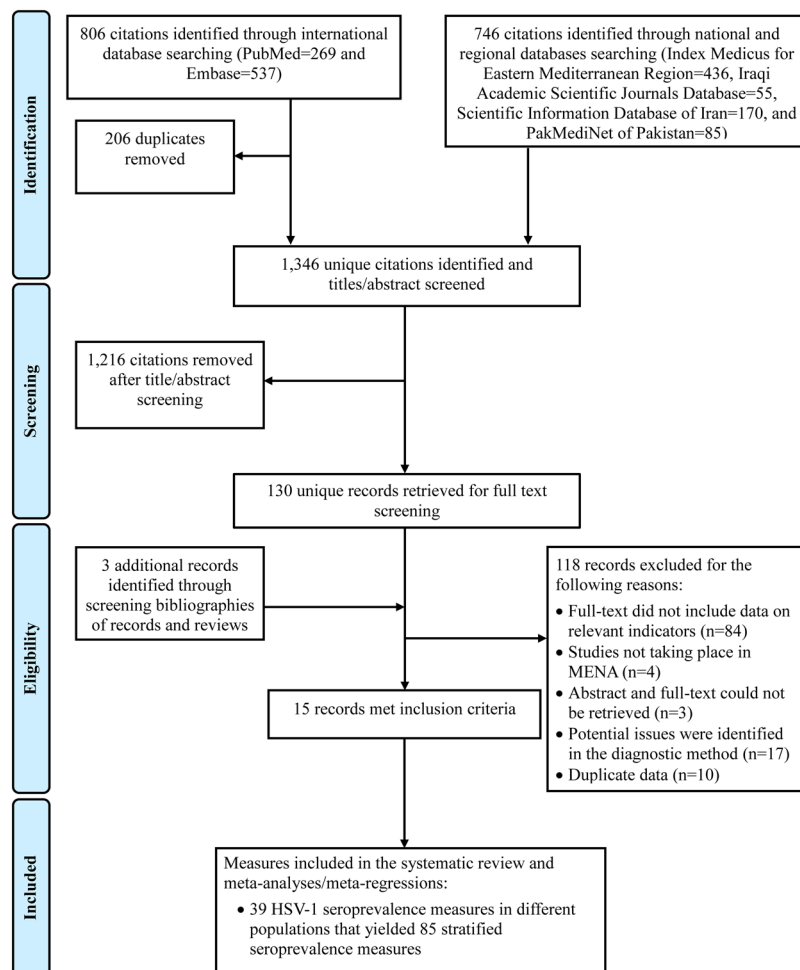 806 citations identified through international
database searching (PubMed=269 and
Embase=537)
746 citations identified through national and
regional databases searching (Index Medicus for
Eastern Mediterranean Region=436, Iraqi
Academic Scientific Journals Database=55,
Scientific Information Database of Iran=170, and
PakMediNet of Pakistan=85)
Identification
206 duplicates
removed
1,346 unique citations identified and
titles/abstract screened
Screening
1,216 citations removed
after title/abstract
screening
130 unique records retrieved for full text
screening
Eligibility
3 additional records
identified through
screening bibliographies
of records and reviews
118 records excluded for the
following reasons:
• Full-text did not include data on
relevant indicators (n=84)
• Studies not taking place in
MENA (n=4)
• Abstract and full-text could not
be retrieved (n=3)
• Potential issues were identified
in the diagnostic method (n=17)
• Duplicate data (n=10)
15 records met inclusion criteria
Included
Measures included in the systematic review and
meta-analyses/meta-regressions:
• 39 HSV-1 seroprevalence measures in different
populations that yielded 85 stratified
seroprevalence measures